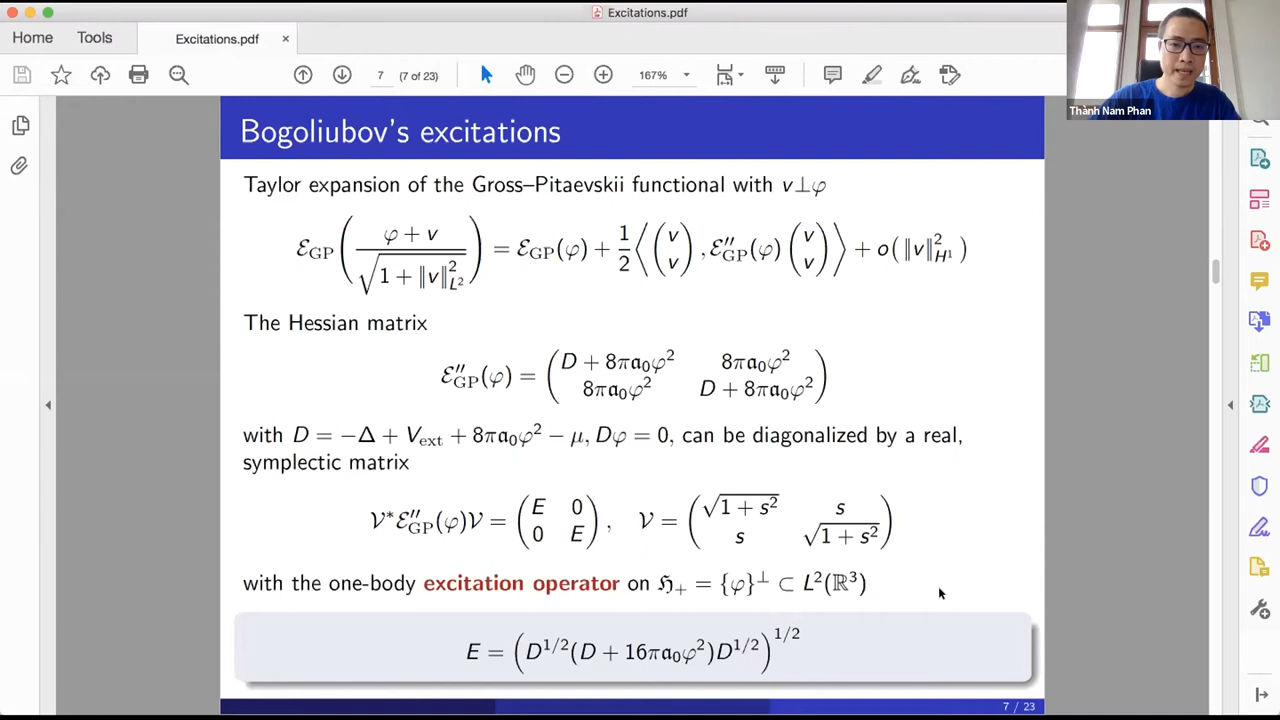 Excitations.pdf
Home Tools Excitations.pdf ×
7 (7 of 23) 167%
Thành Nam Phan
Bogoliubov's excitations
Taylor expansion of the Gross–Pitaevskii functional with v⊥φ
ℰ_GP( (φ + v) / √(1 + ‖v‖²_{L²}) ) = ℰ_GP(φ) + 1/2 ⟨ (v v), ℰ″_GP(φ) (v v) ⟩ + o(‖v‖²_{H¹})
The Hessian matrix
ℰ″_GP(φ) = ( D + 8π𝔞₀φ² 8π𝔞₀φ²
8π𝔞₀φ² D + 8π𝔞₀φ² )
with D = −Δ + V_ext + 8π𝔞₀φ² − μ, Dφ = 0, can be diagonalized by a real,
symplectic matrix
𝒱*ℰ″_GP(φ)𝒱 = ( E 0 ; 0 E ), 𝒱 = ( √(1 + s²) s ; s √(1 + s²) )
with the one-body excitation operator on ℌ₊ = {φ}^⊥ ⊂ L²(ℝ³)
E = ( D^{1/2}(D + 16π𝔞₀φ²)D^{1/2} )^{1/2}
7 / 23